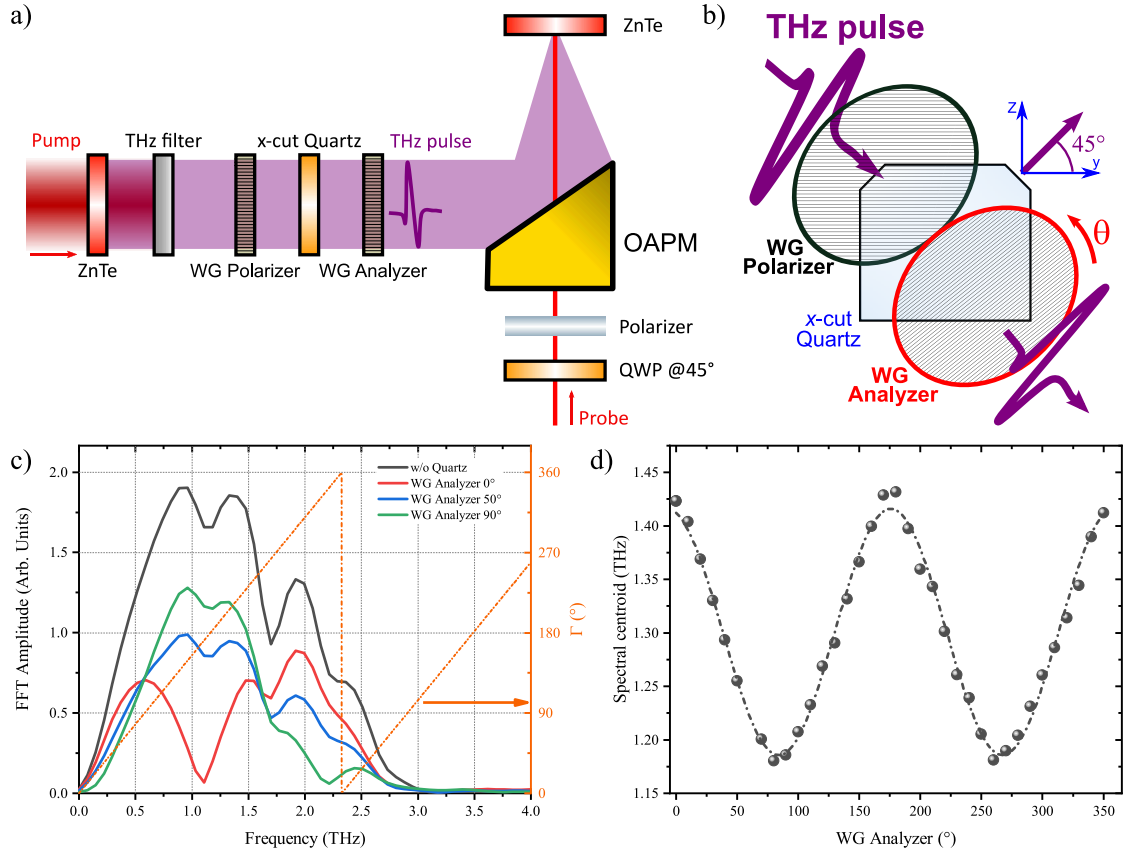 a)
ZnTe
Pump
THz filter
x-cut Quartz
THz pulse
ZnTe
WG Polarizer
WG Analyzer
OAPM
Polarizer
QWP @45°
Probe
b)
THz pulse
z
45°
y
WG
Polarizer
θ
x-cut
Quartz
WG
Analyzer
c)
w/o Quartz
WG Analyzer 0°
WG Analyzer 50°
WG Analyzer 90°
FFT Amplitude (Arb. Units)
2.0
1.5
1.0
0.5
0.0
0.0 0.5 1.0 1.5 2.0 2.5 3.0 3.5 4.0
Frequency (THz)
360
270
180
90
0
Γ (°)
d)
Spectral centroid (THz)
1.45
1.40
1.35
1.30
1.25
1.20
1.15
0 50 100 150 200 250 300 350
WG Analyzer (°)